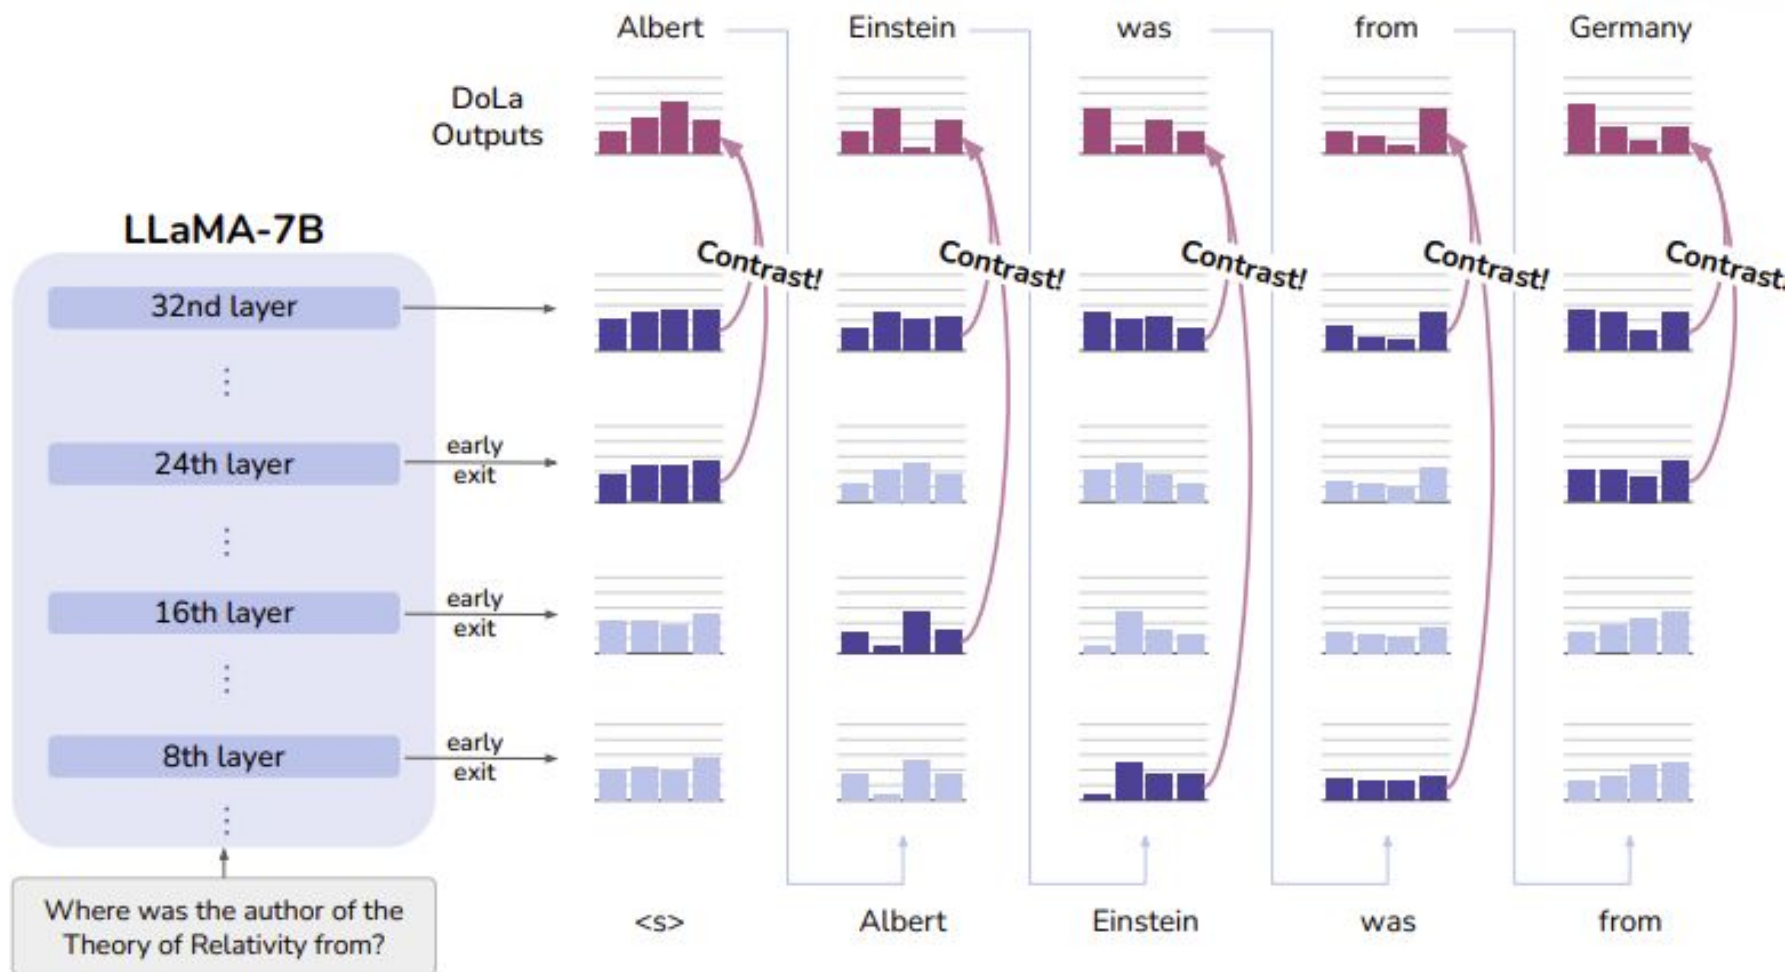 Albert Einstein was from Germany
DoLa
Outputs
LLaMA-7B
Contrast! Contrast! Contrast! Contrast! Contrast!
32nd layer
24th layer
early
exit
16th layer
early
exit
8th layer
early
exit
Where was the author of the
Theory of Relativity from?
<s> Albert Einstein was from